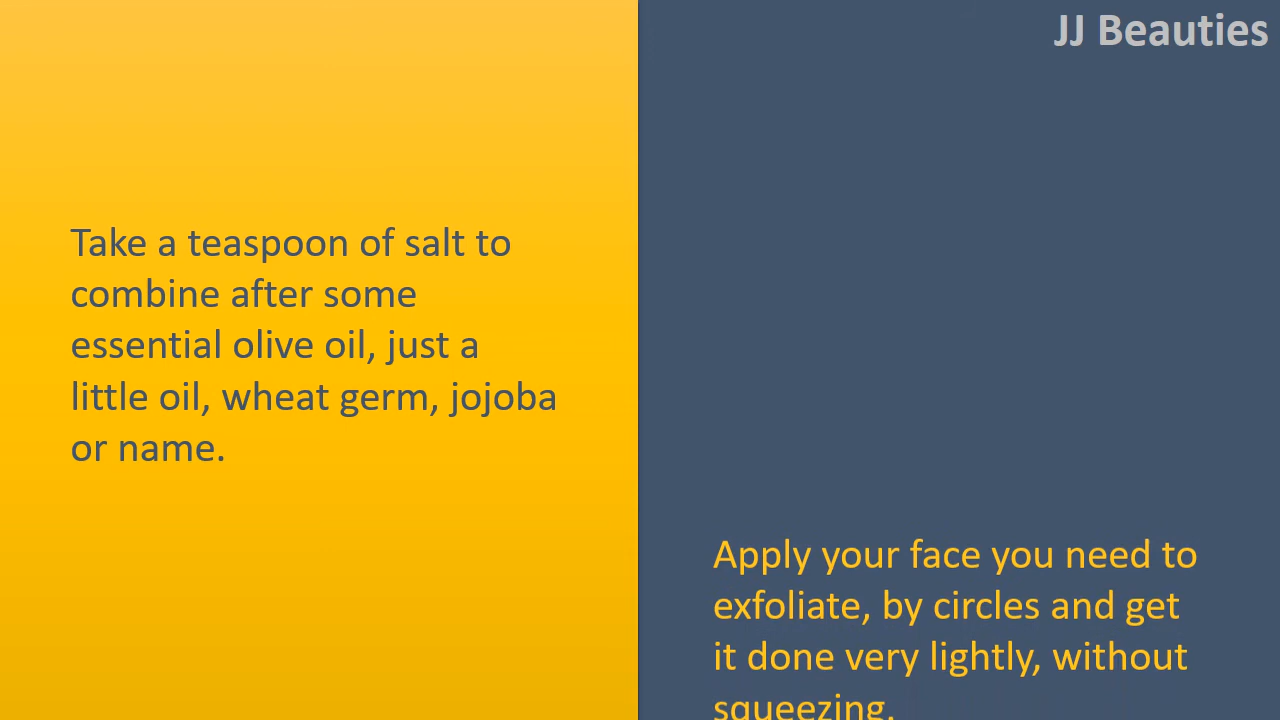 JJ Beauties
Take a teaspoon of salt to
combine after some
essential olive oil, just a
little oil, wheat germ, jojoba
or name.
Apply your face you need to
exfoliate, by circles and get
it done very lightly, without
squeezing.